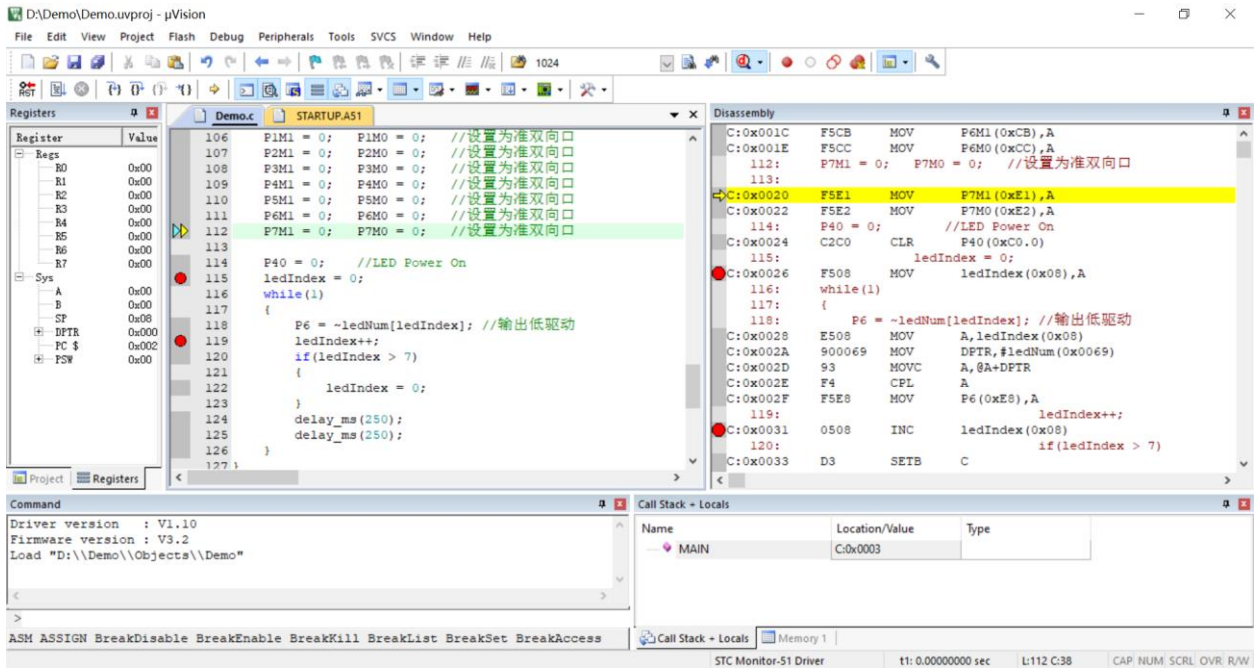 D:\Demo\Demo.uvproj - µVision
File Edit View Project Flash Debug Peripherals Tools SVCS Window Help
1024
RST
Registers
Register Value
Regs
R0 0x00
R1 0x00
R2 0x00
R3 0x00
R4 0x00
R5 0x00
R6 0x00
R7 0x00
Sys
A 0x00
B 0x00
SP 0x08
DPTR 0x000
PC $ 0x002
PSW 0x00
Project Registers
Demo.c STARTUP.A51
106 P1M1 = 0; P1M0 = 0; //设置为准双向口
107 P2M1 = 0; P2M0 = 0; //设置为准双向口
108 P3M1 = 0; P3M0 = 0; //设置为准双向口
109 P4M1 = 0; P4M0 = 0; //设置为准双向口
110 P5M1 = 0; P5M0 = 0; //设置为准双向口
111 P6M1 = 0; P6M0 = 0; //设置为准双向口
112 P7M1 = 0; P7M0 = 0; //设置为准双向口
113
114 P40 = 0; //LED Power On
115 ledIndex = 0;
116 while(1)
117 {
118 P6 = ~ledNum[ledIndex]; //输出低驱动
119 ledIndex++;
120 if(ledIndex > 7)
121 {
122 ledIndex = 0;
123 }
124 delay_ms(250);
125 delay_ms(250);
126 }
127 }
Disassembly
C:0x001C F5CB MOV P6M1(0xCB),A
C:0x001E F5CC MOV P6M0(0xCC),A
112: P7M1 = 0; P7M0 = 0; //设置为准双向口
113:
C:0x0020 F5E1 MOV P7M1(0xE1),A
C:0x0022 F5E2 MOV P7M0(0xE2),A
114: P40 = 0; //LED Power On
C:0x0024 C2C0 CLR P40(0xC0.0)
115: ledIndex = 0;
C:0x0026 F508 MOV ledIndex(0x08),A
116: while(1)
117: {
118: P6 = ~ledNum[ledIndex]; //输出低驱动
C:0x0028 E508 MOV A,ledIndex(0x08)
C:0x002A 900069 MOV DPTR,#ledNum(0x0069)
C:0x002D 93 MOVC A,@A+DPTR
C:0x002E F4 CPL A
C:0x002F F5E8 MOV P6(0xE8),A
119: ledIndex++;
C:0x0031 0508 INC ledIndex(0x08)
120: if(ledIndex > 7)
C:0x0033 D3 SETB C
Command
Driver version : V1.10
Firmware version : V3.2
Load "D:\\Demo\\Objects\\Demo"
>
ASM ASSIGN BreakDisable BreakEnable BreakKill BreakList BreakSet BreakAccess
Call Stack + Locals
Name Location/Value Type
MAIN C:0x0003
Call Stack + Locals Memory 1
STC Monitor-51 Driver t1: 0.00000000 sec L:112 C:38 CAP NUM SCRL OVR R/W